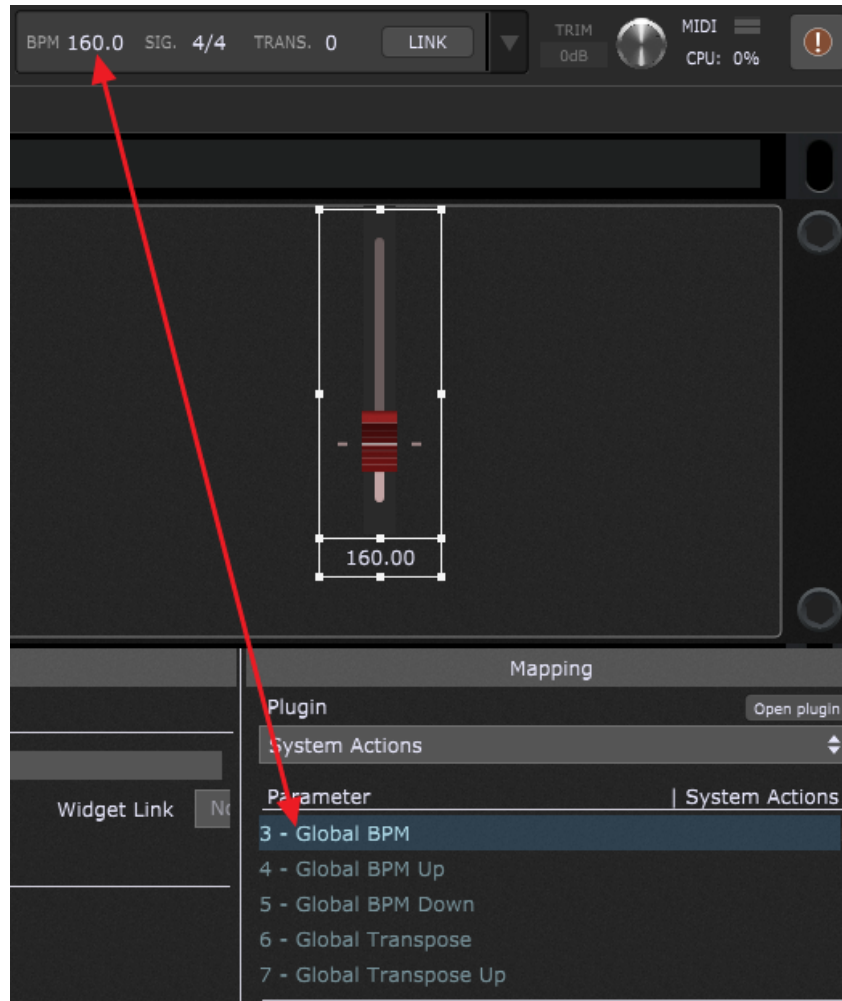 BPM 160.0 SIG. 4/4 TRANS. 0 LINK TRIM 0dB MIDI CPU: 0%
160.00
Mapping
Plugin Open plugin
System Actions
Parameter | System Actions
Widget Link
3 - Global BPM
4 - Global BPM Up
5 - Global BPM Down
6 - Global Transpose
7 - Global Transpose Up